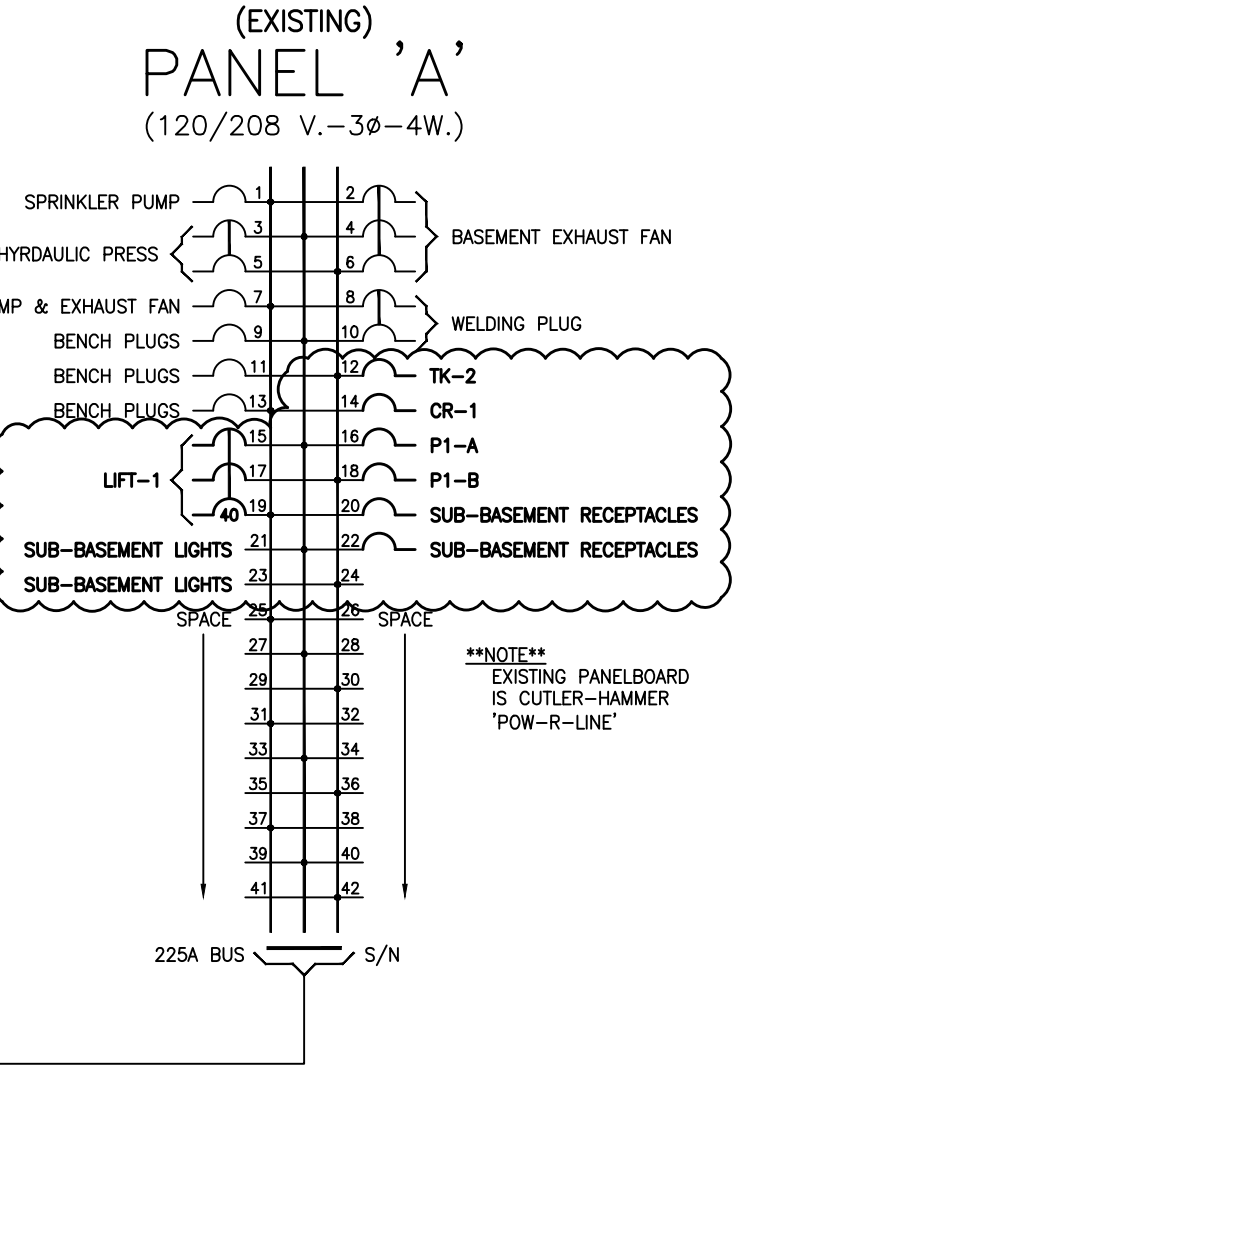 (EXISTING)
PANEL 'A'
(120/208 V.-3ø-4W.)
SPRINKLER PUMP 1 2
3 4 BASEMENT EXHAUST FAN
HYRDAULIC PRESS
5 6
MP & EXHAUST FAN 7 8
WELDING PLUG
BENCH PLUGS 9 10
BENCH PLUGS 11 12 TK-2
BENCH PLUGS 13 14 CR-1
15 16 P1-A
LIFT-1 17 18 P1-B
40 19 20 SUB-BASEMENT RECEPTACLES
SUB-BASEMENT LIGHTS 21 22 SUB-BASEMENT RECEPTACLES
SUB-BASEMENT LIGHTS 23 24
SPACE 25 26 SPACE
27 28
29 30
31 32
33 34
35 36
37 38
39 40
41 42
**NOTE**
EXISTING PANELBOARD
IS CUTLER-HAMMER
'POW-R-LINE'
225A BUS S/N